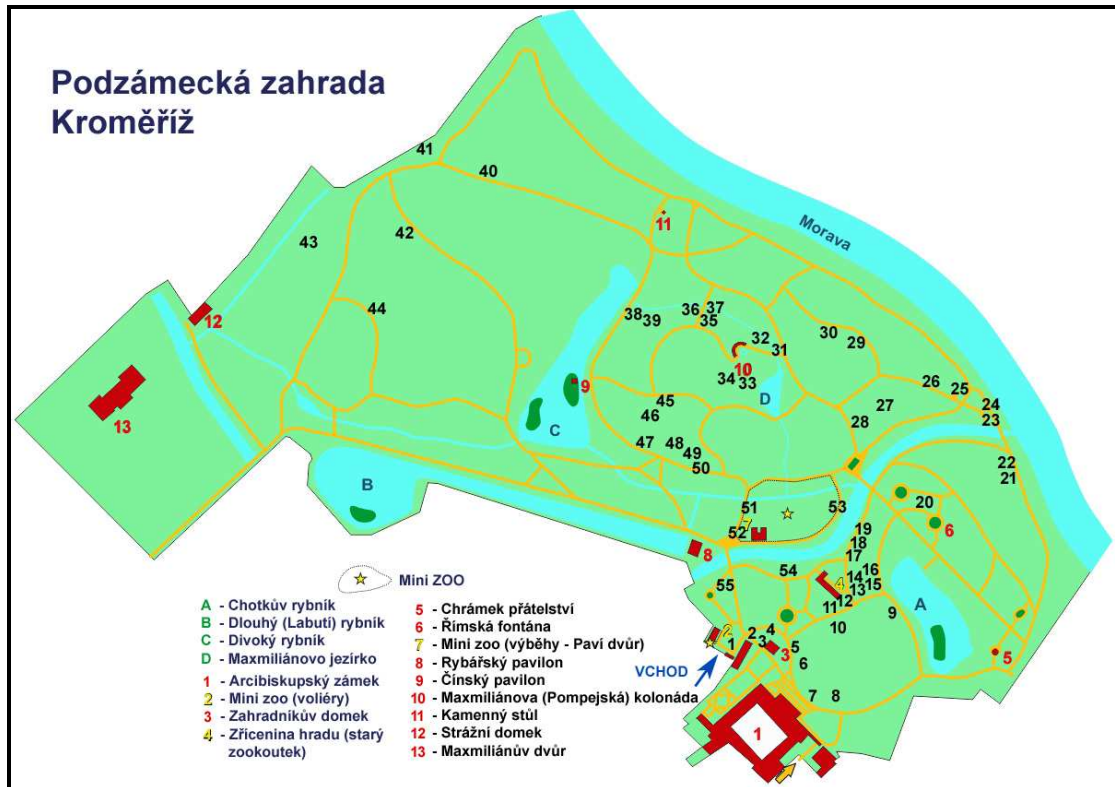 Podzámecká zahrada
Kroměříž
41
40
11
Morava
43
42
44
12
13
38
39
36
37
35
32
31
10
34
33
D
30
29
26
25
27
28
24
23
22
21
9
C
45
46
47
48
49
50
B
51
7
52
53
8
20
6
19
18
17
16
14
15
13
4
12
11
10
9
A
54
55
2
1
2
3
4
3
5
6
7
8
5
VCHOD
1
Mini ZOO
A - Chotkův rybník
B - Dlouhý (Labutí) rybník
C - Divoký rybník
D - Maxmiliánovo jezírko
1 - Arcibiskupský zámek
2 - Mini zoo (voliéry)
3 - Zahradníkův domek
4 - Zřícenina hradu (starý
zookoutek)
5 - Chrámek přátelství
6 - Římská fontána
7 - Mini zoo (výběhy - Paví dvůr)
8 - Rybářský pavilon
9 - Čínský pavilon
10 - Maxmiliánova (Pompejská) kolonáda
11 - Kamenný stůl
12 - Strážní domek
13 - Maxmiliánův dvůr